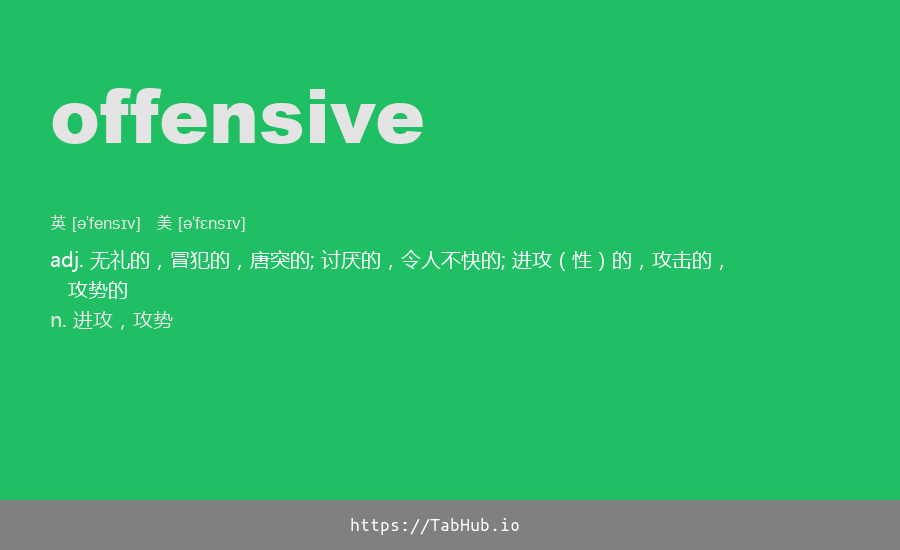 offensive
英 [əˈfensɪv] 美 [əˈfɛnsɪv]
adj. 无礼的，冒犯的，唐突的; 讨厌的，令人不快的; 进攻（性）的，攻击的，
攻势的
n. 进攻，攻势
https://TabHub.io